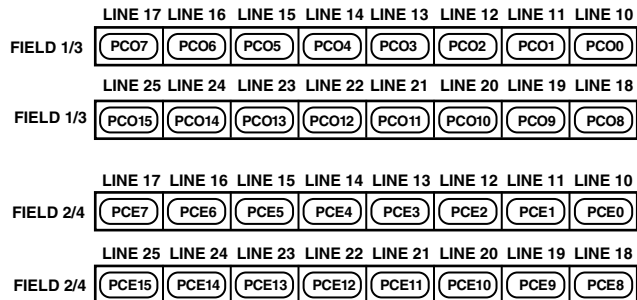 LINE 17 LINE 16 LINE 15 LINE 14 LINE 13 LINE 12 LINE 11 LINE 10
FIELD 1/3 PCO7 PCO6 PCO5 PCO4 PCO3 PCO2 PCO1 PCO0
LINE 25 LINE 24 LINE 23 LINE 22 LINE 21 LINE 20 LINE 19 LINE 18
FIELD 1/3 PCO15 PCO14 PCO13 PCO12 PCO11 PCO10 PCO9 PCO8
LINE 17 LINE 16 LINE 15 LINE 14 LINE 13 LINE 12 LINE 11 LINE 10
FIELD 2/4 PCE7 PCE6 PCE5 PCE4 PCE3 PCE2 PCE1 PCE0
LINE 25 LINE 24 LINE 23 LINE 22 LINE 21 LINE 20 LINE 19 LINE 18
FIELD 2/4 PCE15 PCE14 PCE13 PCE12 PCE11 PCE10 PCE9 PCE8